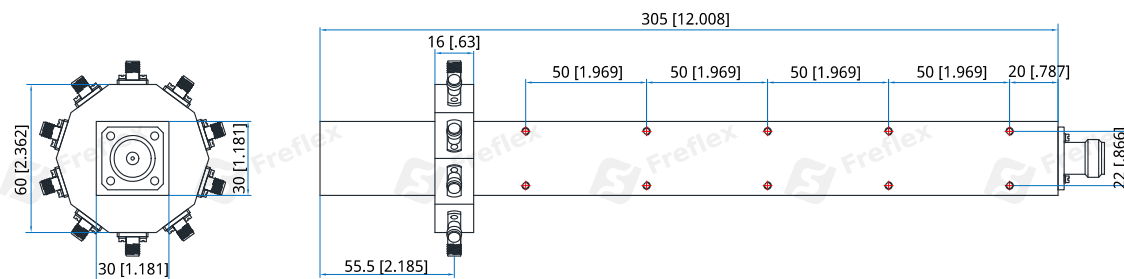 305 [12.008]
16 [.63]
50 [1.969]
50 [1.969]
50 [1.969]
50 [1.969]
20 [.787]
60 [2.362]
30 [1.181]
22 [.866]
30 [1.181]
55.5 [2.185]
Freflex
Freflex
Freflex
Freflex
Freflex